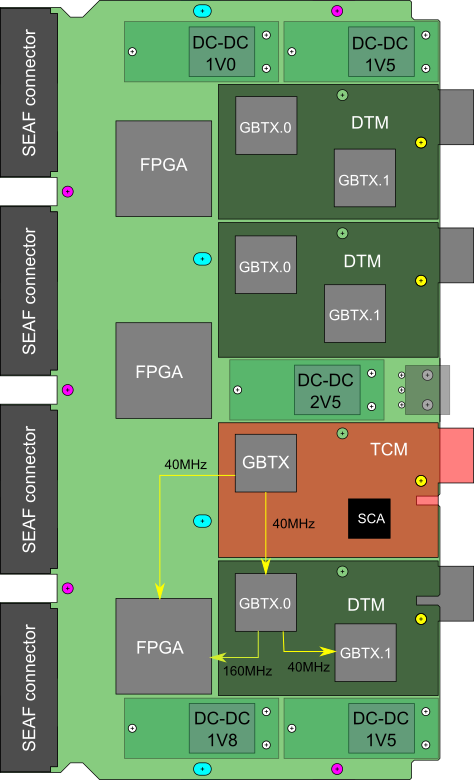 DC-DC
1V0
DC-DC
1V5
SEAF connector
GBTX.0
DTM
FPGA
GBTX.1
SEAF connector
GBTX.0
DTM
GBTX.1
FPGA
DC-DC
2V5
SEAF connector
TCM
GBTX
40MHz
SCA
40MHz
GBTX.0
DTM
SEAF connector
FPGA
GBTX.1
160MHz
40MHz
DC-DC
1V8
DC-DC
1V5